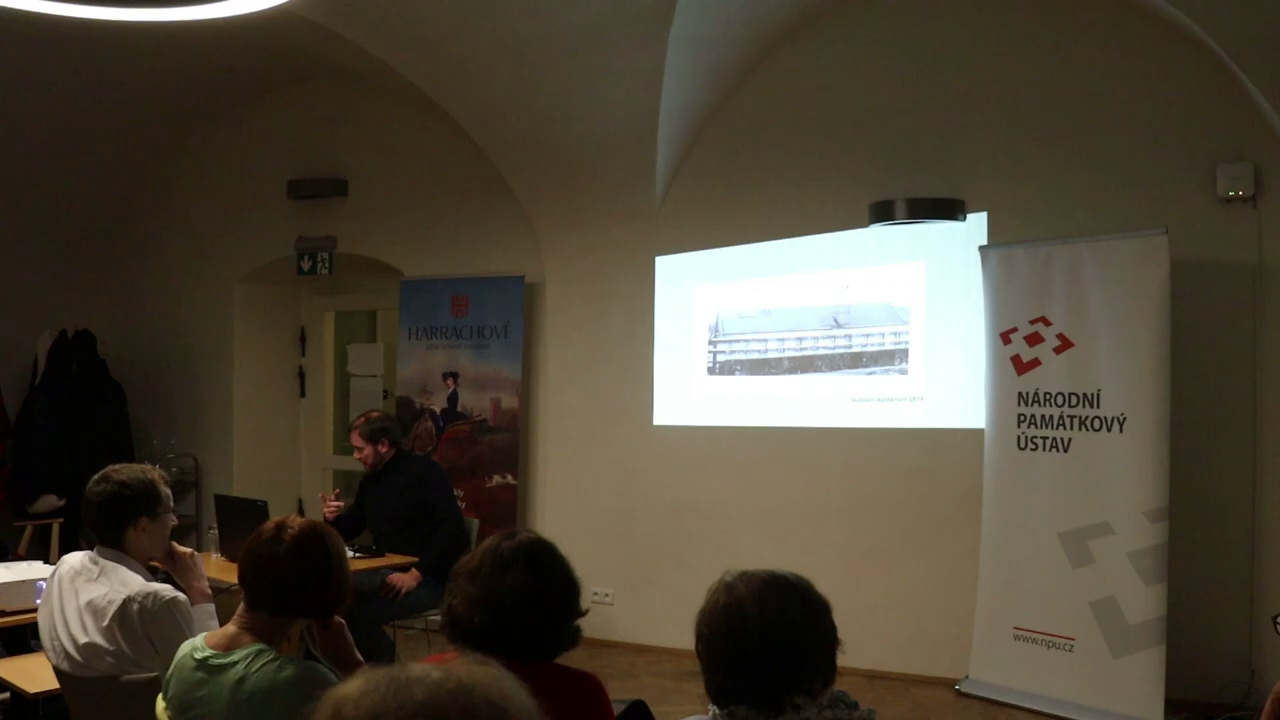 HARRACHOVÉ
NÁRODNÍ
PAMÁTKOVÝ
ÚSTAV
www.npu.cz